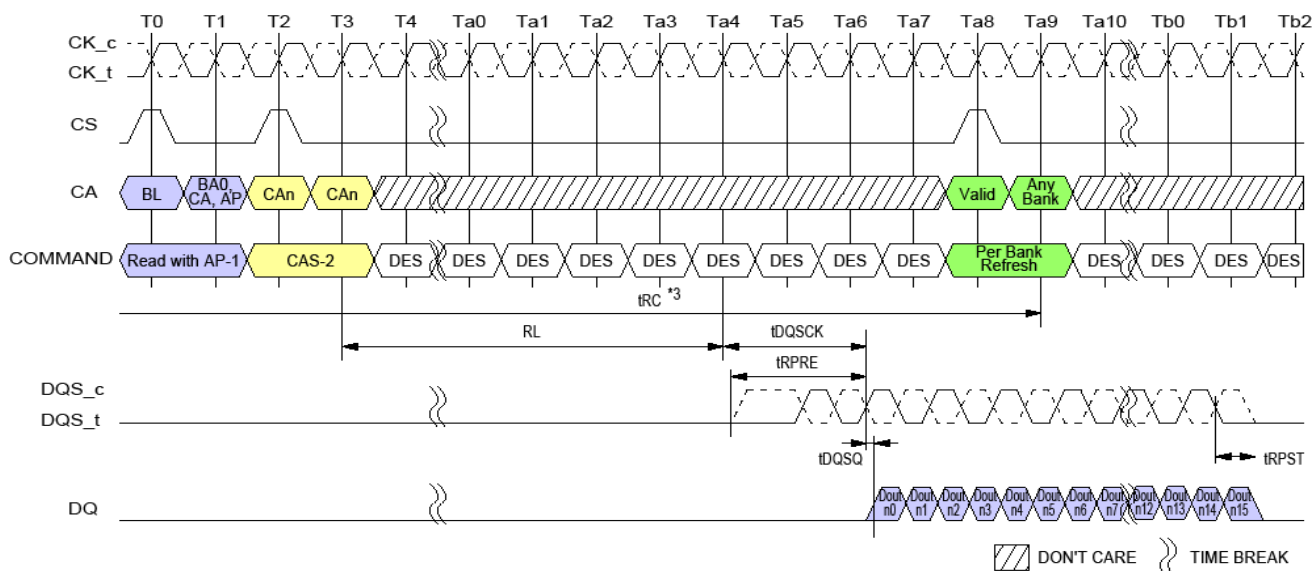 T0 T1 T2 T3 T4 Ta0 Ta1 Ta2 Ta3 Ta4 Ta5 Ta6 Ta7 Ta8 Ta9 Ta10 Tb0 Tb1 Tb2
CK_c
CK_t
CS
CA
BL
BA0,
CA, AP
CAn
CAn
Valid
Any
Bank
COMMAND
Read with AP-1
CAS-2
DES DES DES DES DES DES DES DES DES
Per Bank
Refresh
DES DES DES DES
tRC *3
RL
tDQSCK
tRPRE
DQS_c
DQS_t
tDQSQ
tRPST
DQ
Dout
n0
Dout
n1
Dout
n2
Dout
n3
Dout
n4
Dout
n5
Dout
n6
Dout
n7
Dout
n12
Dout
n13
Dout
n14
Dout
n15
DON'T CARE
TIME BREAK